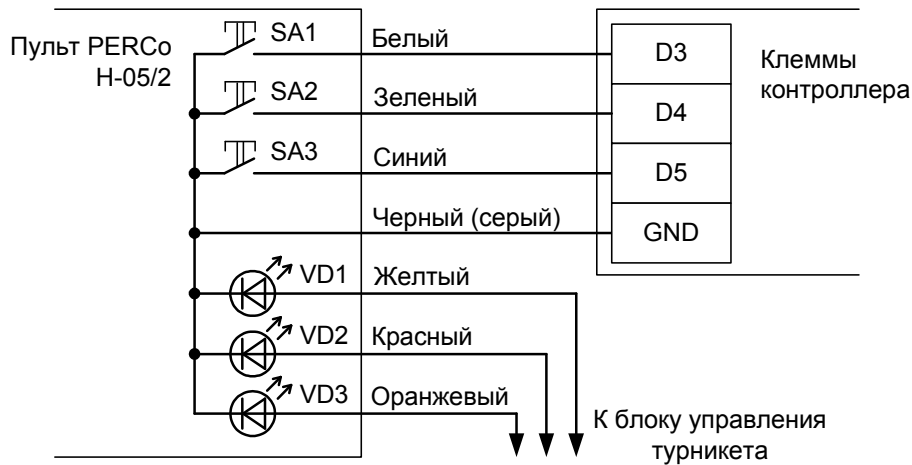 Пульт PERCo
H-05/2
SA1
Белый
D3
Клеммы
контроллера
SA2
Зеленый
D4
SA3
Синий
D5
Черный (серый)
GND
VD1
Желтый
VD2
Красный
VD3
Оранжевый
К блоку управления
турникета